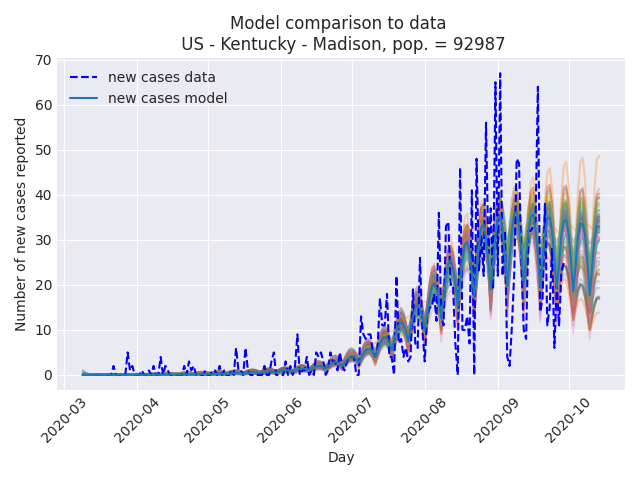 Model comparison to data
US - Kentucky - Madison, pop. = 92987
70
60
50
40
30
20
10
0
Number of new cases reported
new cases data
new cases model
2020-03
2020-04
2020-05
2020-06
2020-07
2020-08
2020-09
2020-10
Day